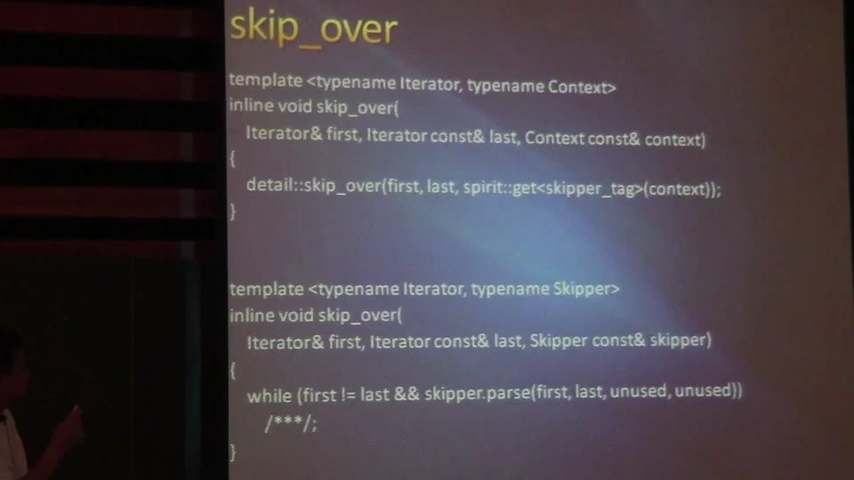 skip_over
template <typename Iterator, typename Context>
inline void skip_over(
Iterator& first, Iterator const& last, Context const& context)
{
detail::skip_over(first, last, spirit::get<skipper_tag>(context));
}
template <typename Iterator, typename Skipper>
inline void skip_over(
Iterator& first, Iterator const& last, Skipper const& skipper)
{
while (first != last && skipper.parse(first, last, unused, unused))
/***/;
}